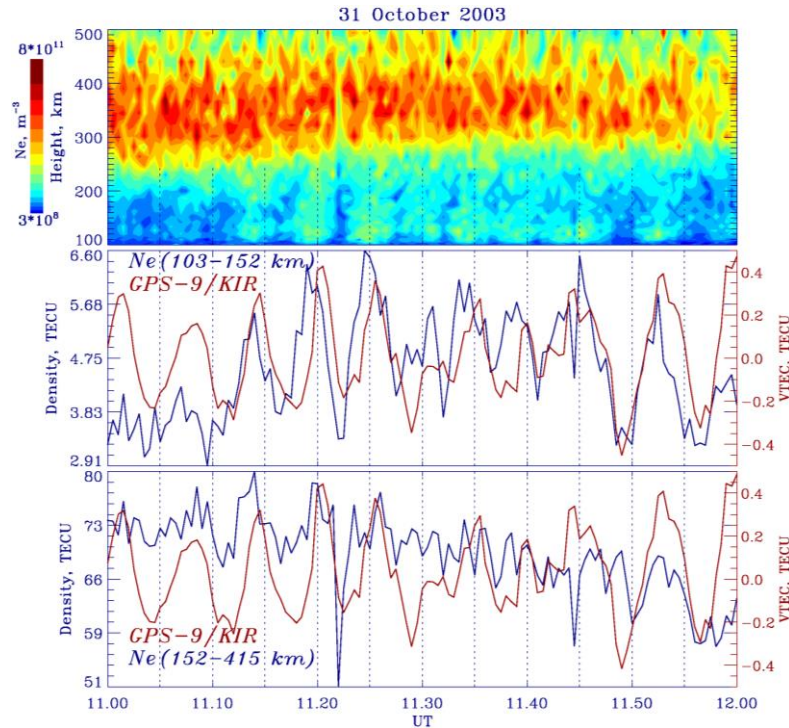 31 October 2003
8*10¹¹
Ne, m⁻³
3*10⁸
Height, km
500
400
300
200
100
Ne(103-152 km)
GPS-9/KIR
Density, TECU
6.60
5.68
4.75
3.83
2.91
VTEC, TECU
0.4
0.2
0.0
-0.2
-0.4
Density, TECU
80
73
66
59
51
GPS-9/KIR
Ne(152-415 km)
VTEC, TECU
0.4
0.2
0.0
-0.2
-0.4
11.00
11.10
11.20
11.30
11.40
11.50
12.00
UT